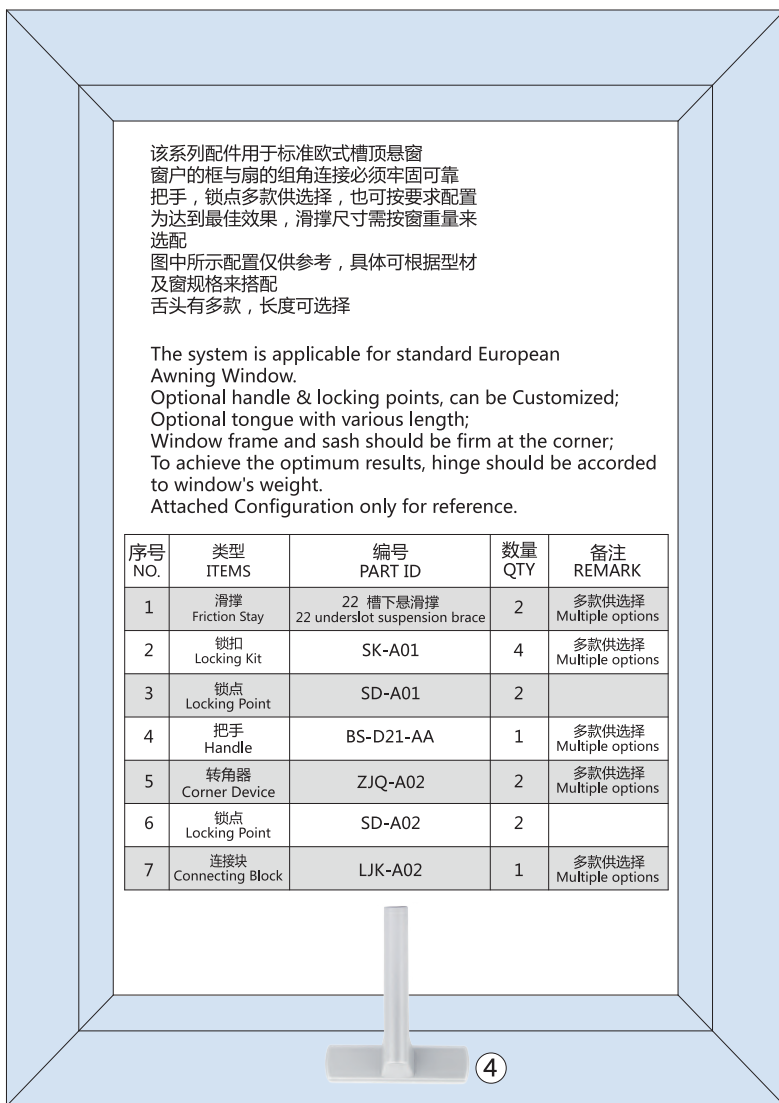 该系列配件用于标准欧式槽顶悬窗
窗户的框与扇的组角连接必须牢固可靠
把手，锁点多款供选择，也可按要求配置
为达到最佳效果，滑撑尺寸需按窗重量来
选配
图中所示配置仅供参考，具体可根据型材
及窗规格来搭配
舌头有多款，长度可选择
The system is applicable for standard European
Awning Window.
Optional handle & locking points, can be Customized;
Optional tongue with various length;
Window frame and sash should be firm at the corner;
To achieve the optimum results, hinge should be accorded
to window's weight.
Attached Configuration only for reference.
序号 类型 编号 数量 备注
NO. ITEMS PART ID QTY REMARK
1 滑撑 22 槽下悬滑撑 2 多款供选择
Friction Stay 22 underslot suspension brace Multiple options
2 锁扣 SK-A01 4 多款供选择
Locking Kit Multiple options
3 锁点 SD-A01 2
Locking Point
4 把手 BS-D21-AA 1 多款供选择
Handle Multiple options
5 转角器 ZJQ-A02 2 多款供选择
Corner Device Multiple options
6 锁点 SD-A02 2
Locking Point
7 连接块 LJK-A02 1 多款供选择
Connecting Block Multiple options
④